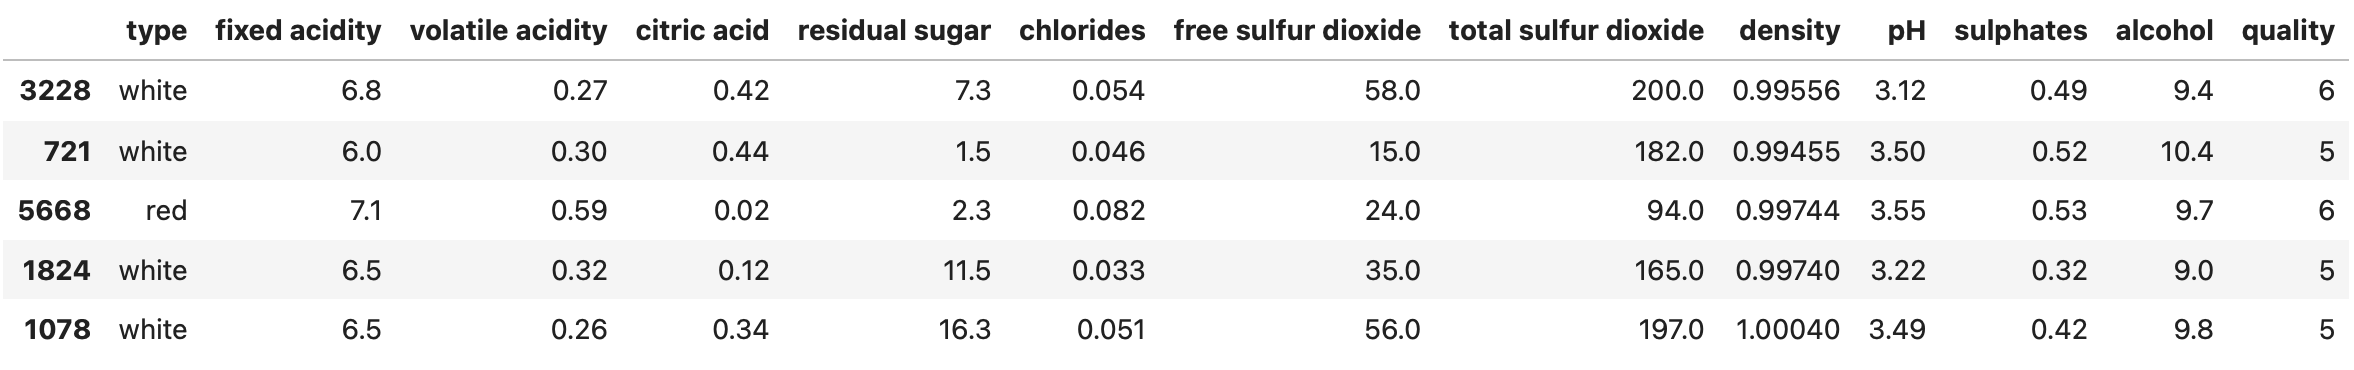 type fixed acidity volatile acidity citric acid residual sugar chlorides free sulfur dioxide total sulfur dioxide density pH sulphates alcohol quality
3228 white 6.8 0.27 0.42 7.3 0.054 58.0 200.0 0.99556 3.12 0.49 9.4 6
721 white 6.0 0.30 0.44 1.5 0.046 15.0 182.0 0.99455 3.50 0.52 10.4 5
5668 red 7.1 0.59 0.02 2.3 0.082 24.0 94.0 0.99744 3.55 0.53 9.7 6
1824 white 6.5 0.32 0.12 11.5 0.033 35.0 165.0 0.99740 3.22 0.32 9.0 5
1078 white 6.5 0.26 0.34 16.3 0.051 56.0 197.0 1.00040 3.49 0.42 9.8 5